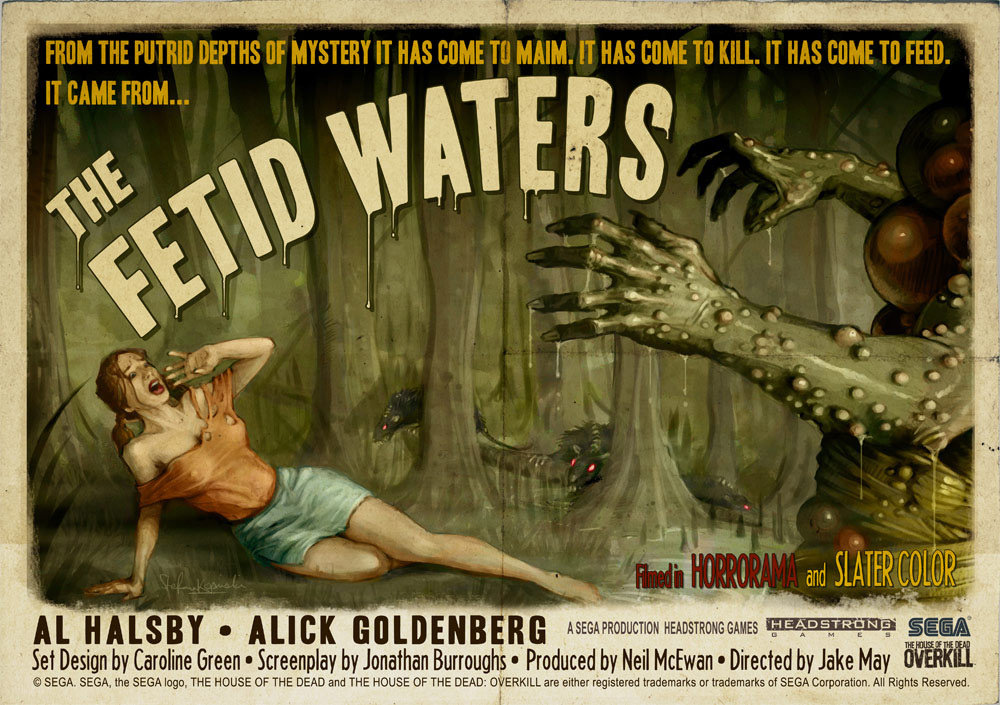 FROM THE PUTRID DEPTHS OF MYSTERY IT HAS COME TO MAIM. IT HAS COME TO KILL. IT HAS COME TO FEED.
IT CAME FROM...
THE
FETID WATERS
Filmed in HORRORAMA and SLATER COLOR
AL HALSBY • ALICK GOLDENBERG
A SEGA PRODUCTION HEADSTRONG GAMES
HEADSTRONG
GAMES
SEGA
THE HOUSE OF THE DEAD
OVERKILL
Set Design by Caroline Green • Screenplay by Jonathan Burroughs • Produced by Neil McEwan • Directed by Jake May
© SEGA. SEGA, the SEGA logo, THE HOUSE OF THE DEAD and THE HOUSE OF THE DEAD: OVERKILL are either registered trademarks or trademarks of SEGA Corporation. All Rights Reserved.